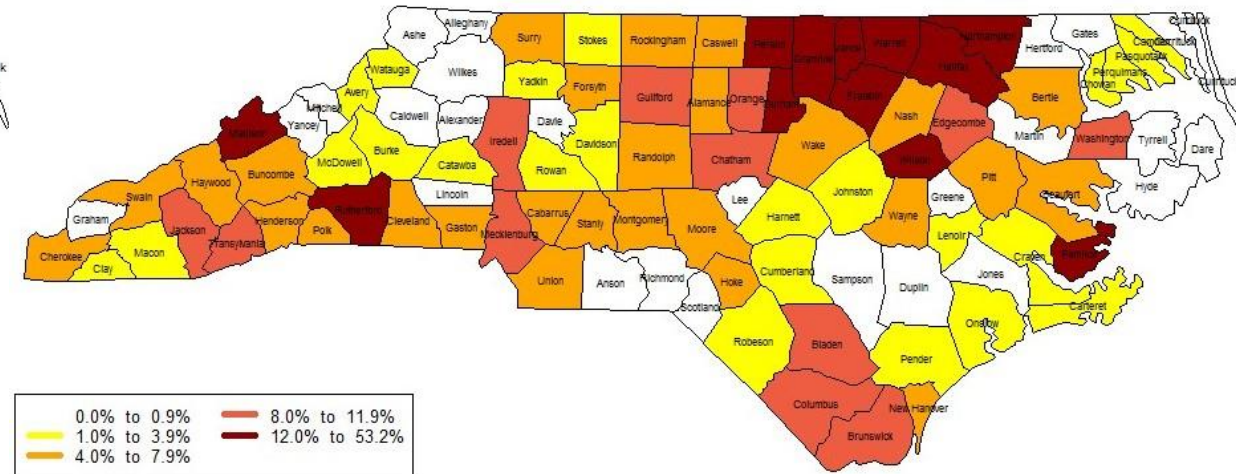 Currituck
Alleghany
Ashe
Surry
Stokes
Rockingham
Caswell
Person
Granville
Vance
Warren
Northampton
Hertford
Gates
Camden
Currituck
Pasquotank
Perquimans
Chowan
Currituck
Halifax
Watauga
Wilkes
Yadkin
Forsyth
Guilford
Alamance
Orange
Durham
Franklin
Nash
Edgecombe
Bertie
Avery
Mitchell
Caldwell
Alexander
Davie
Iredell
Davidson
Martin
Washington
Tyrrell
Dare
Madison
Yancey
McDowell
Burke
Catawba
Rowan
Randolph
Chatham
Wake
Wilson
Pitt
Hyde
Swain
Haywood
Buncombe
Lincoln
Lee
Johnston
Greene
Beaufort
Graham
Jackson
Henderson
Rutherford
Polk
Cleveland
Gaston
Mecklenburg
Cabarrus
Stanly
Montgomery
Moore
Harnett
Wayne
Lenoir
Craven
Pamlico
Cherokee
Clay
Macon
Transylvania
Union
Anson
Richmond
Scotland
Hoke
Cumberland
Sampson
Duplin
Jones
Carteret
Onslow
Robeson
Bladen
Pender
Columbus
Brunswick
New Hanover
0.0% to 0.9%
1.0% to 3.9%
4.0% to 7.9%
8.0% to 11.9%
12.0% to 53.2%